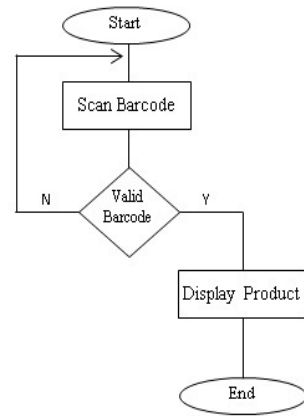 Start
Scan Barcode
Valid
Barcode
N
Y
Display Product
End